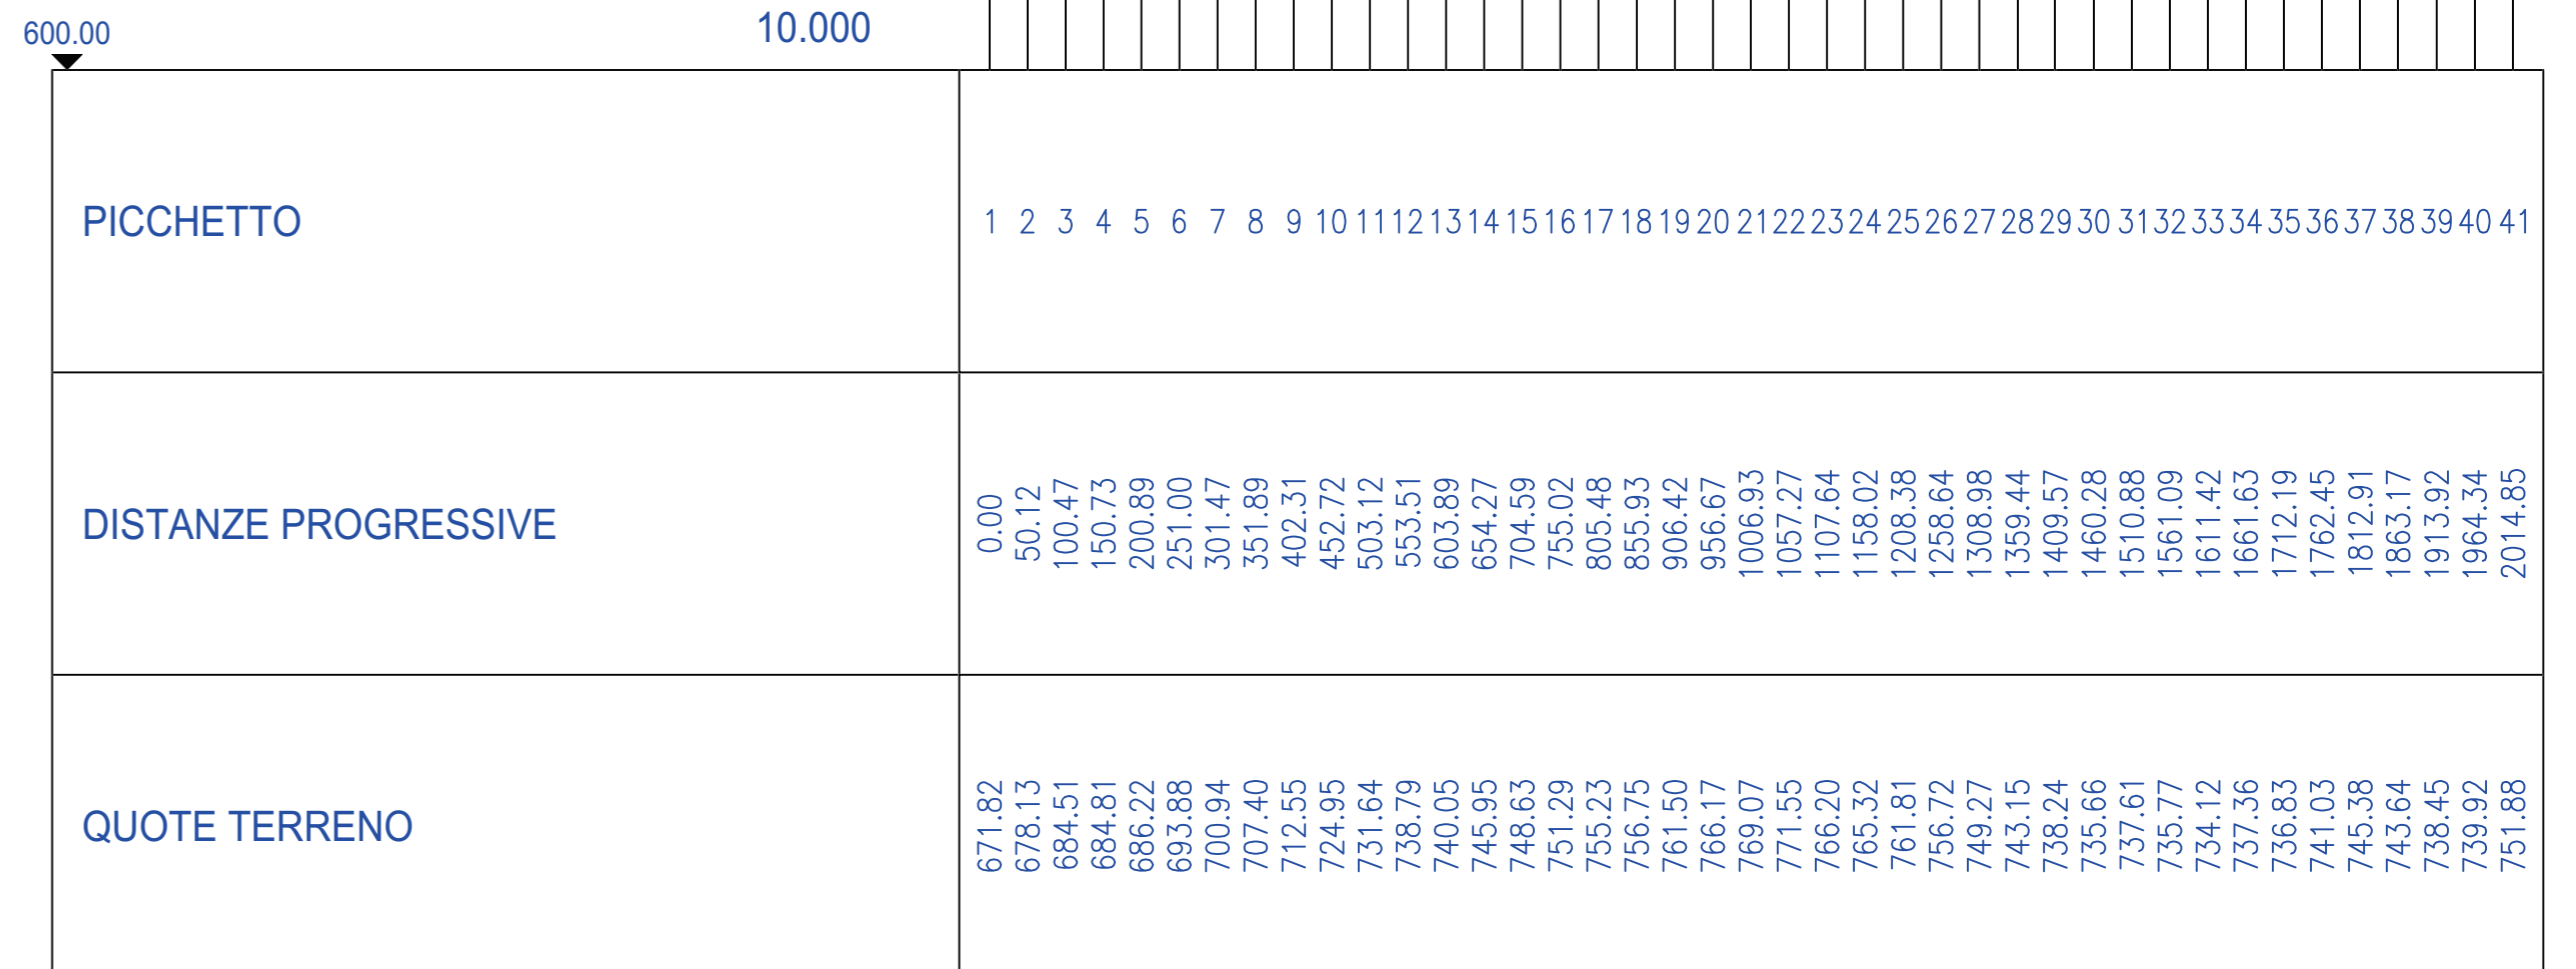 600.00
10.000
PICCHETTO 1 2 3 4 5 6 7 8 9 10 11 12 13 14 15 16 17 18 19 20 21 22 23 24 25 26 27 28 29 30 31 32 33 34 35 36 37 38 39 40 41
DISTANZE PROGRESSIVE 0.00 50.12 100.47 150.73 200.89 251.00 301.47 351.89 402.31 452.72 503.12 553.51 603.89 654.27 704.59 755.02 805.48 855.93 906.42 956.67 1006.93 1057.27 1107.64 1158.02 1208.38 1258.64 1308.98 1359.44 1409.57 1460.28 1510.88 1561.09 1611.42 1661.63 1712.19 1762.45 1812.91 1863.17 1913.92 1964.34 2014.85
QUOTE TERRENO 671.82 678.13 684.51 684.81 686.22 693.88 700.94 707.40 712.55 724.95 731.64 738.79 740.05 745.95 748.63 751.29 755.23 756.75 761.50 766.17 769.07 771.55 766.20 765.32 761.81 756.72 749.27 743.15 738.24 735.66 737.61 735.77 734.12 737.36 736.83 741.03 745.38 743.64 738.45 739.92 751.88